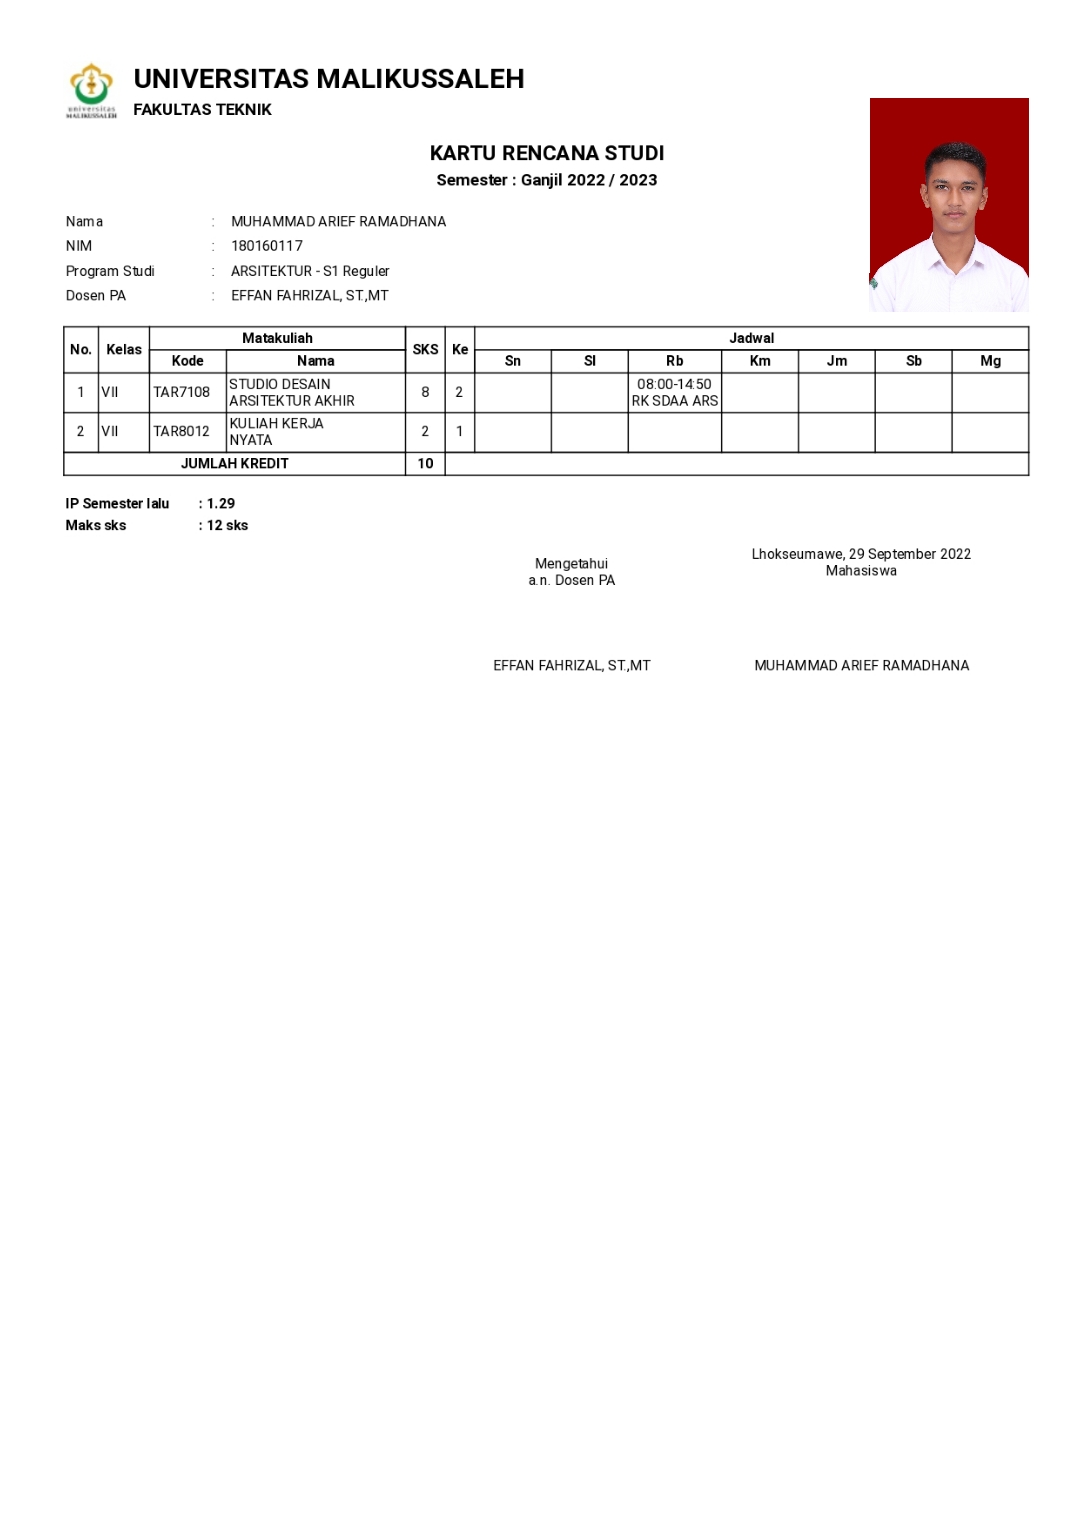 UNIVERSITAS MALIKUSSALEH
FAKULTAS TEKNIK
universitas
MALIKUSSALEH
KARTU RENCANA STUDI
Semester : Ganjil 2022 / 2023
Nama : MUHAMMAD ARIEF RAMADHANA
NIM : 180160117
Program Studi : ARSITEKTUR - S1 Reguler
Dosen PA : EFFAN FAHRIZAL, ST.,MT
No. Kelas Matakuliah SKS Ke Jadwal
Kode Nama Sn Sl Rb Km Jm Sb Mg
1 VII TAR7108 STUDIO DESAIN ARSITEKTUR AKHIR 8 2 08:00-14:50 RK SDAA ARS
2 VII TAR8012 KULIAH KERJA NYATA 2 1
JUMLAH KREDIT 10
IP Semester lalu : 1.29
Maks sks : 12 sks
Mengetahui
a.n. Dosen PA
Lhokseumawe, 29 September 2022
Mahasiswa
EFFAN FAHRIZAL, ST.,MT
MUHAMMAD ARIEF RAMADHANA